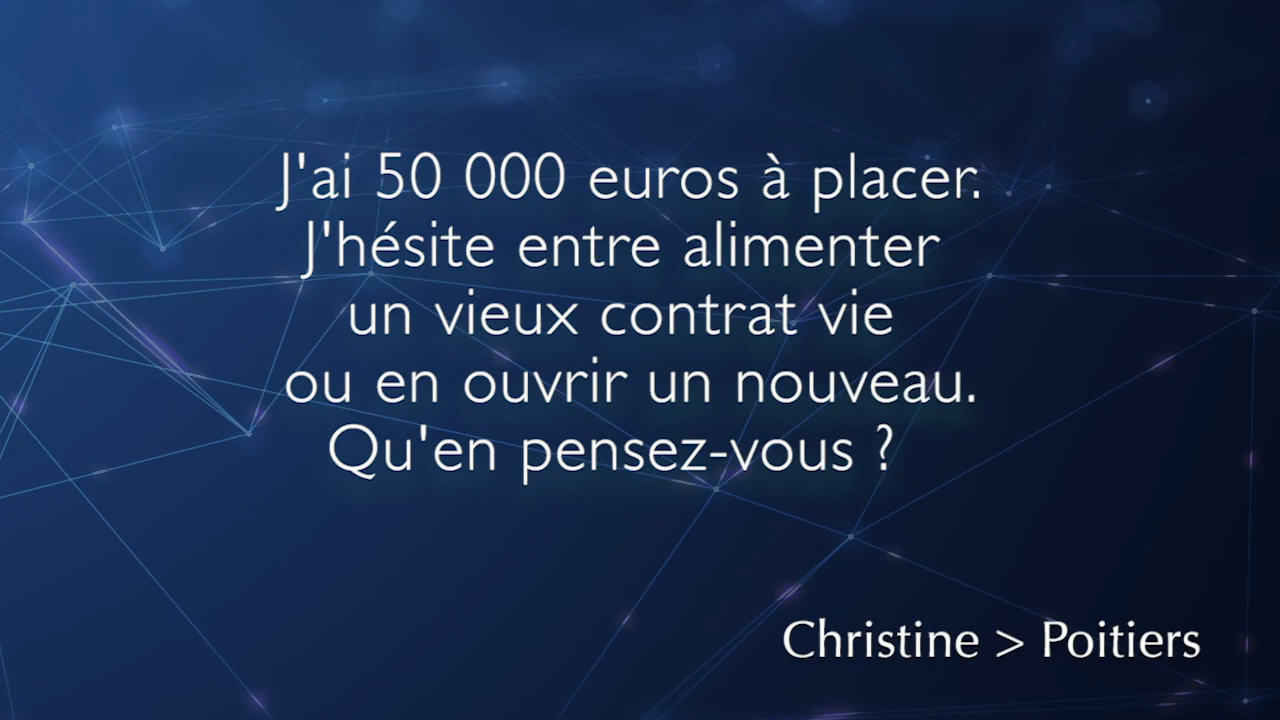 J'ai 50 000 euros à placer.
J'hésite entre alimenter
un vieux contrat vie
ou en ouvrir un nouveau.
Qu'en pensez-vous ?
Christine > Poitiers